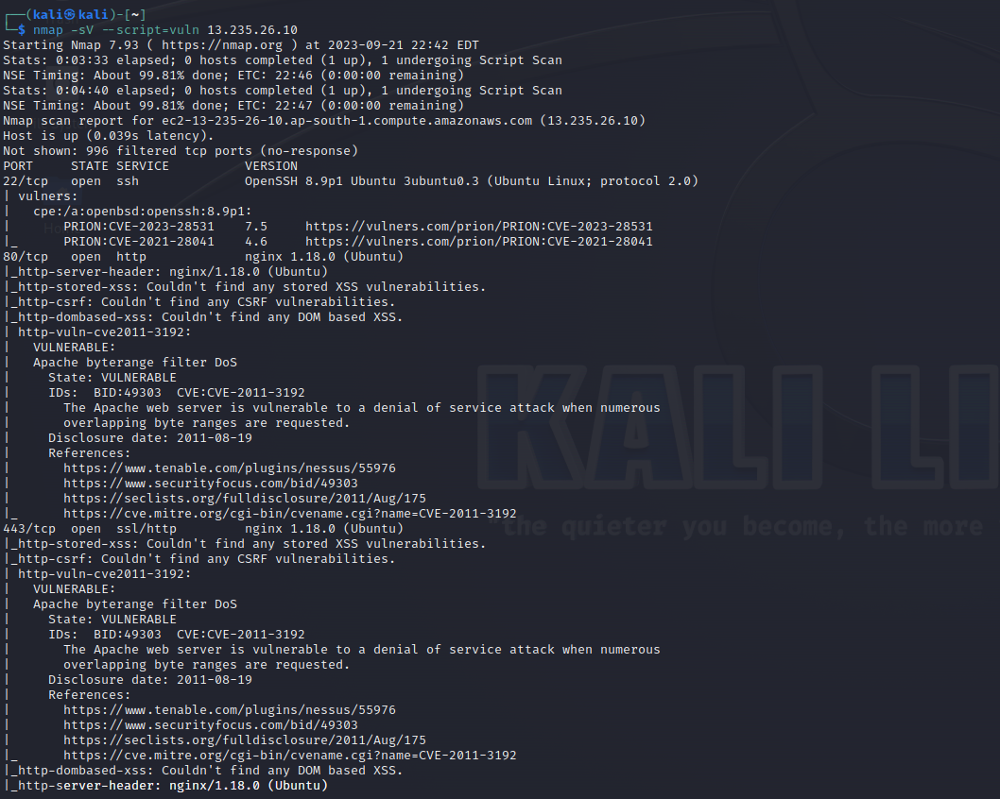 ┌──(kali㉿kali)-[~]
└─$ nmap -sV --script=vuln 13.235.26.10
Starting Nmap 7.93 ( https://nmap.org ) at 2023-09-21 22:42 EDT
Stats: 0:03:33 elapsed; 0 hosts completed (1 up), 1 undergoing Script Scan
NSE Timing: About 99.81% done; ETC: 22:46 (0:00:00 remaining)
Stats: 0:04:40 elapsed; 0 hosts completed (1 up), 1 undergoing Script Scan
NSE Timing: About 99.81% done; ETC: 22:47 (0:00:00 remaining)
Nmap scan report for ec2-13-235-26-10.ap-south-1.compute.amazonaws.com (13.235.26.10)
Host is up (0.039s latency).
Not shown: 996 filtered tcp ports (no-response)
PORT    STATE SERVICE         VERSION
22/tcp  open  ssh             OpenSSH 8.9p1 Ubuntu 3ubuntu0.3 (Ubuntu Linux; protocol 2.0)
| vulners:
|   cpe:/a:openbsd:openssh:8.9p1:
|       PRION:CVE-2023-28531    7.5     https://vulners.com/prion/PRION:CVE-2023-28531
|_      PRION:CVE-2021-28041    4.6     https://vulners.com/prion/PRION:CVE-2021-28041
80/tcp  open  http            nginx 1.18.0 (Ubuntu)
|_http-server-header: nginx/1.18.0 (Ubuntu)
|_http-stored-xss: Couldn't find any stored XSS vulnerabilities.
|_http-csrf: Couldn't find any CSRF vulnerabilities.
|_http-dombased-xss: Couldn't find any DOM based XSS.
| http-vuln-cve2011-3192:
|   VULNERABLE:
|   Apache byterange filter DoS
|     State: VULNERABLE
|     IDs:  BID:49303  CVE:CVE-2011-3192
|       The Apache web server is vulnerable to a denial of service attack when numerous
|       overlapping byte ranges are requested.
|     Disclosure date: 2011-08-19
|     References:
|       https://www.tenable.com/plugins/nessus/55976
|       https://www.securityfocus.com/bid/49303
|       https://seclists.org/fulldisclosure/2011/Aug/175
|_      https://cve.mitre.org/cgi-bin/cvename.cgi?name=CVE-2011-3192
443/tcp open  ssl/http        nginx 1.18.0 (Ubuntu)
|_http-stored-xss: Couldn't find any stored XSS vulnerabilities.
|_http-csrf: Couldn't find any CSRF vulnerabilities.
| http-vuln-cve2011-3192:
|   VULNERABLE:
|   Apache byterange filter DoS
|     State: VULNERABLE
|     IDs:  BID:49303  CVE:CVE-2011-3192
|       The Apache web server is vulnerable to a denial of service attack when numerous
|       overlapping byte ranges are requested.
|     Disclosure date: 2011-08-19
|     References:
|       https://www.tenable.com/plugins/nessus/55976
|       https://www.securityfocus.com/bid/49303
|       https://seclists.org/fulldisclosure/2011/Aug/175
|_      https://cve.mitre.org/cgi-bin/cvename.cgi?name=CVE-2011-3192
|_http-dombased-xss: Couldn't find any DOM based XSS.
|_http-server-header: nginx/1.18.0 (Ubuntu)
KALI LI
"the quieter you become, the more